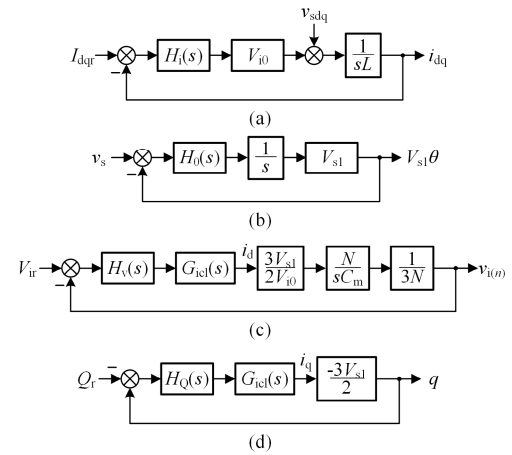 v_sdq
I_dqr − H_i(s) V_i0 1/sL i_dq
(a)
v_s − H_0(s) 1/s V_s1 V_s1θ
(b)
V_ir − H_v(s) G_icl(s) i_d 3V_s1/2V_i0 N/sC_m 1/3N v_i(n)
(c)
Q_r − H_Q(s) G_icl(s) i_q -3V_s1/2 q
(d)